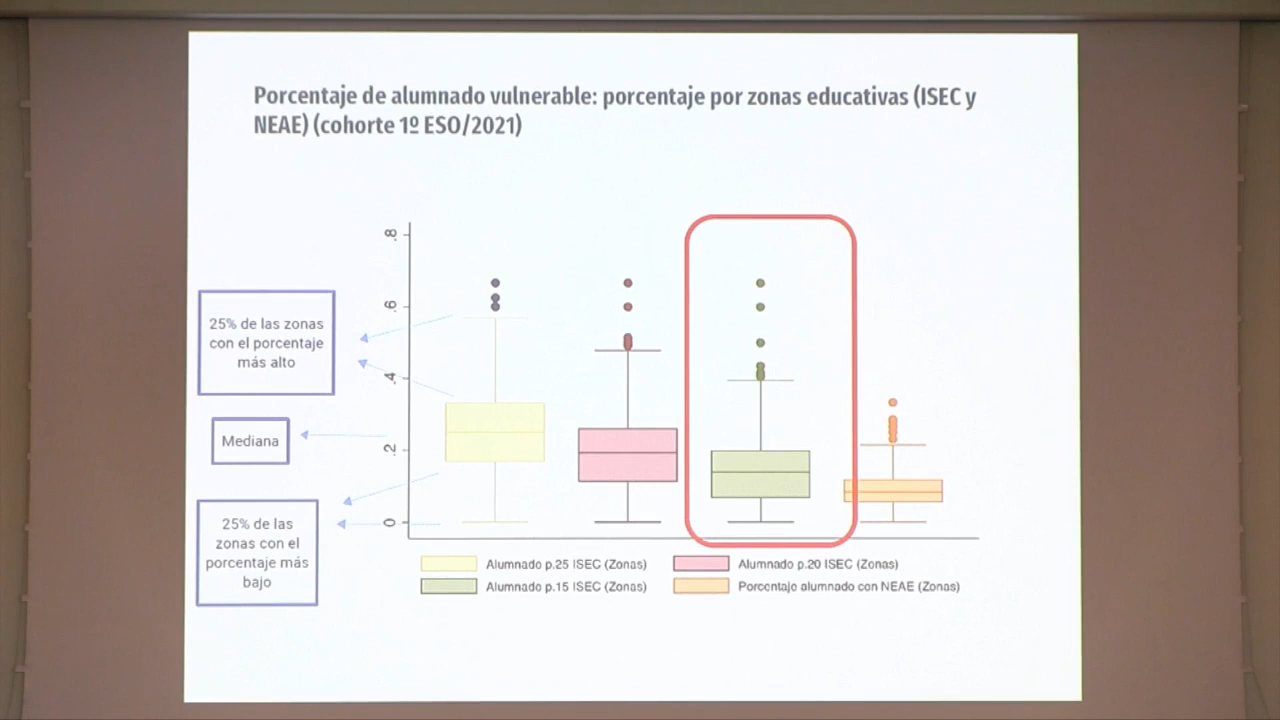 Porcentaje de alumnado vulnerable: porcentaje por zonas educativas (ISEC y
NEAE) (cohorte 1º ESO/2021)
.8
.6
.4
.2
0
25% de las zonas
con el porcentaje
más alto
Mediana
25% de las
zonas con el
porcentaje más
bajo
Alumnado p.25 ISEC (Zonas)
Alumnado p.20 ISEC (Zonas)
Alumnado p.15 ISEC (Zonas)
Porcentaje alumnado con NEAE (Zonas)